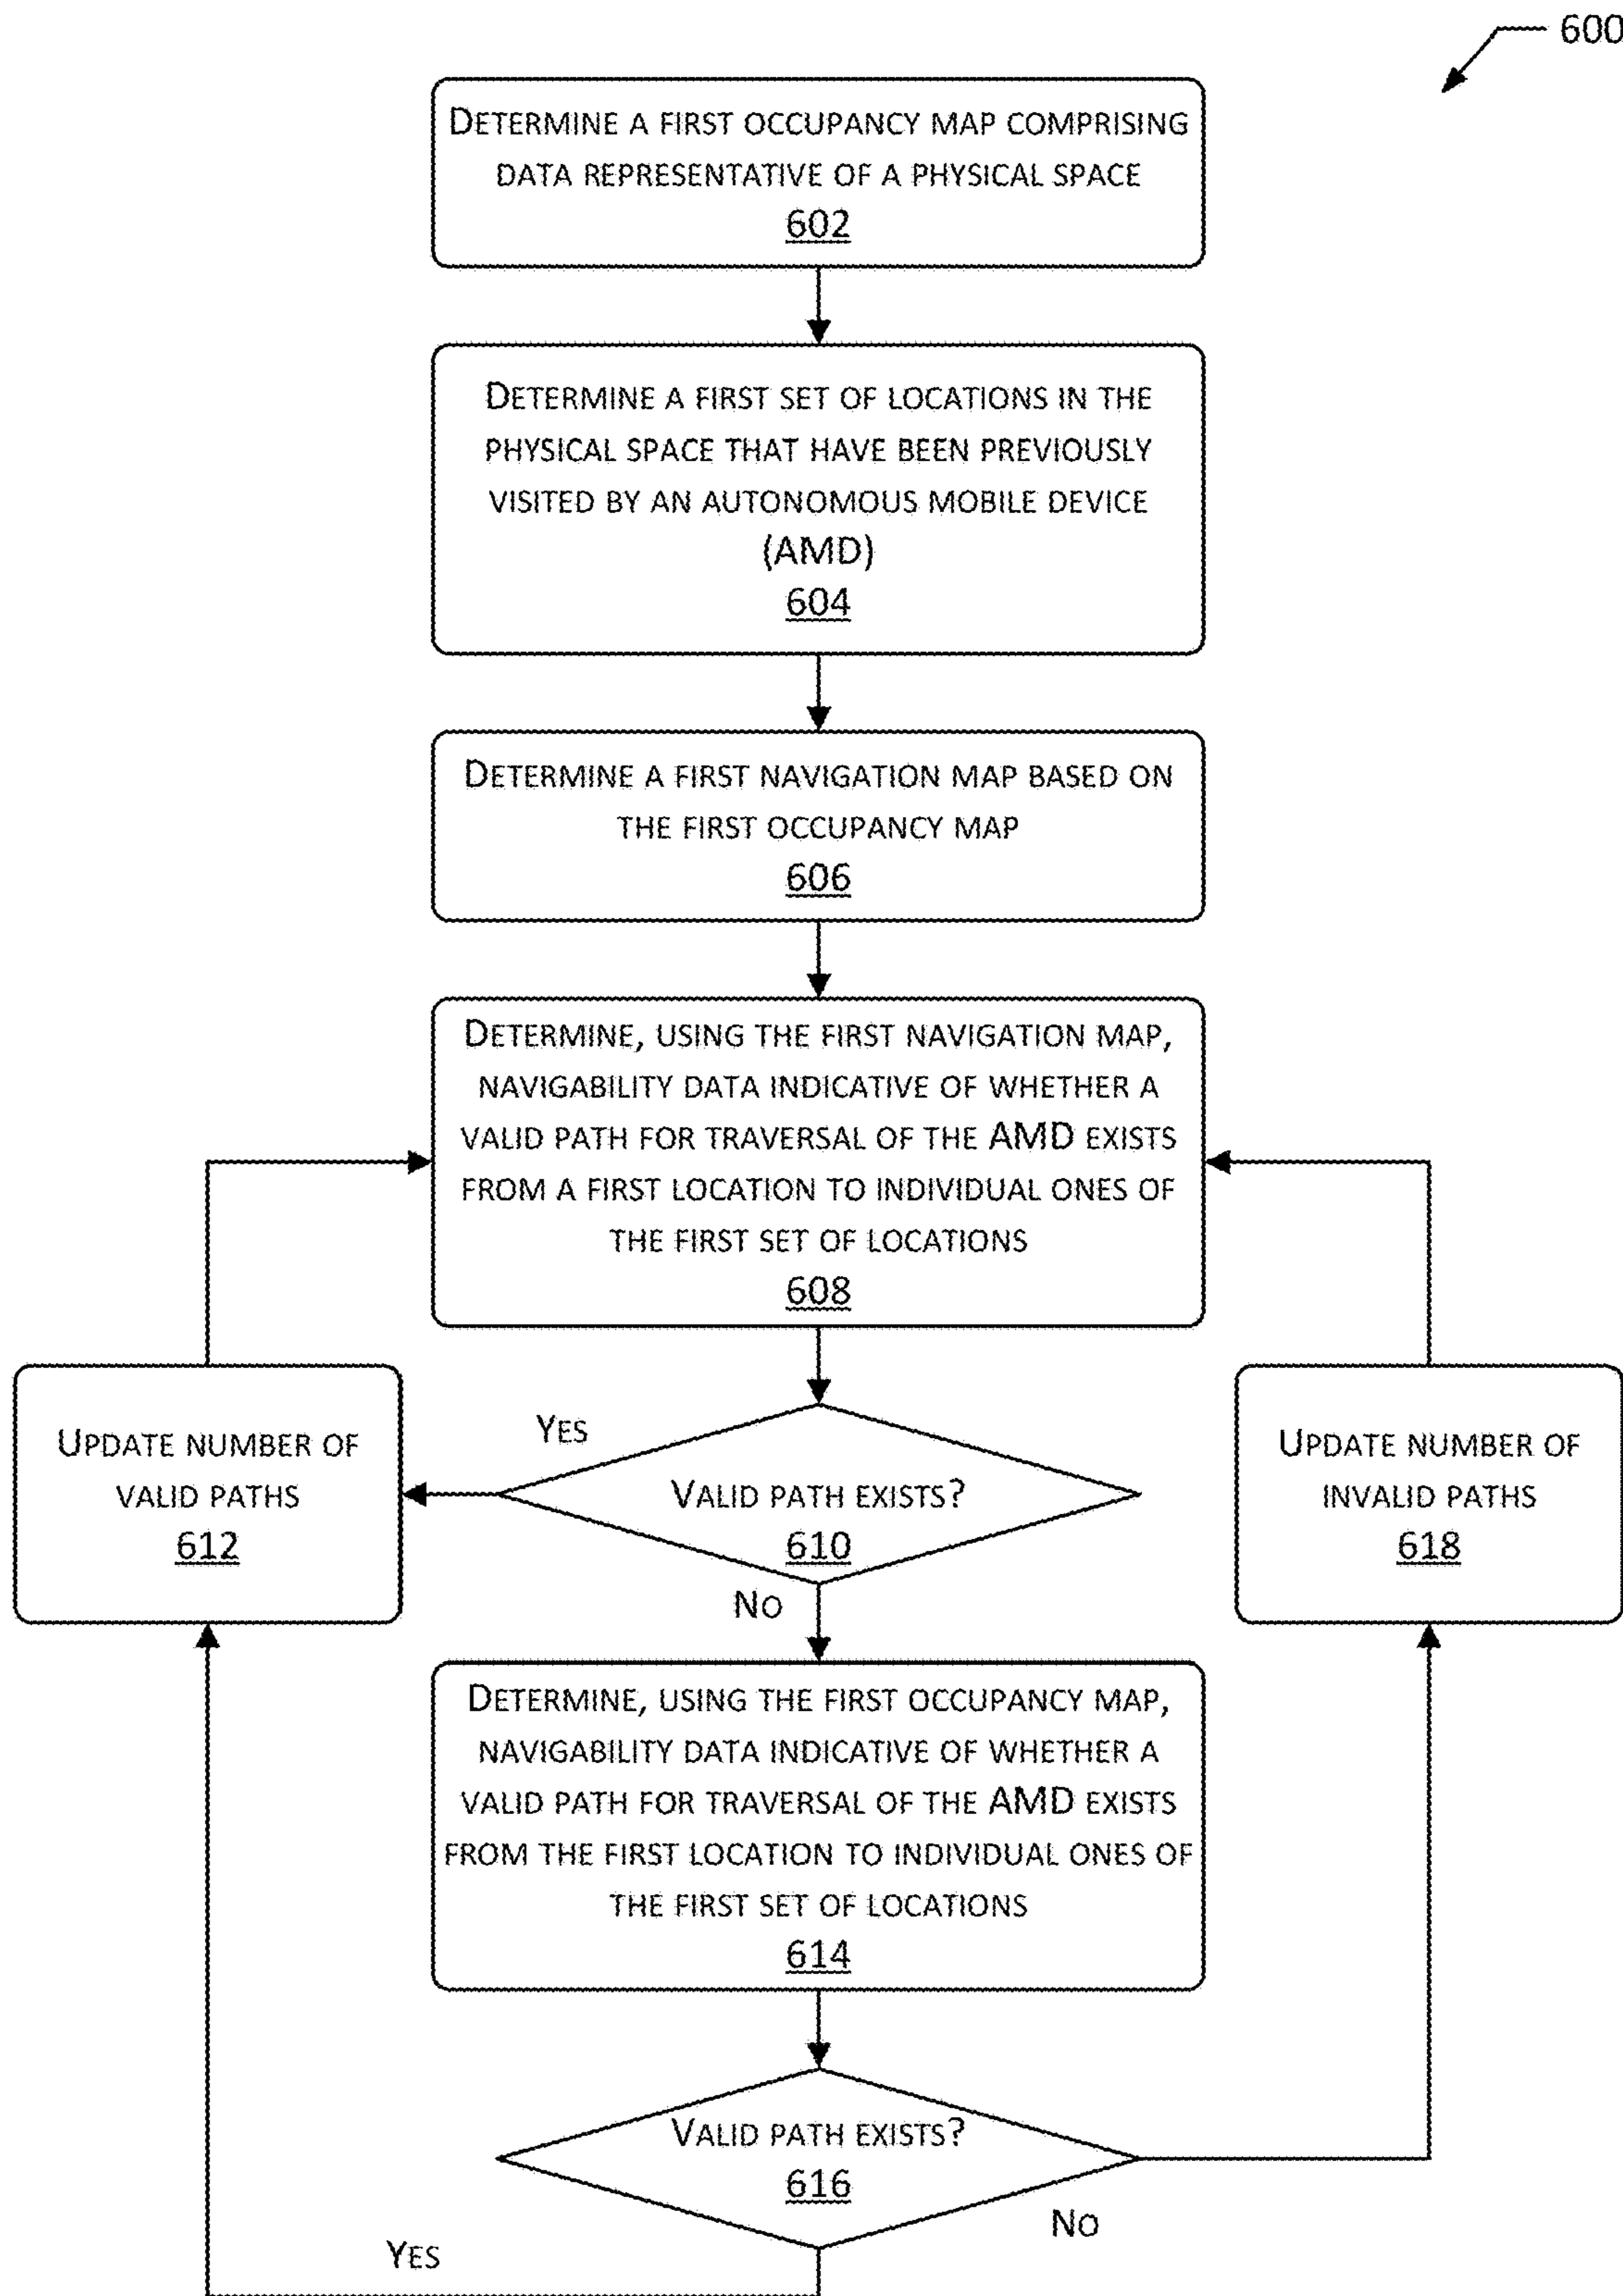 600
DETERMINE A FIRST OCCUPANCY MAP COMPRISING
DATA REPRESENTATIVE OF A PHYSICAL SPACE
602
DETERMINE A FIRST SET OF LOCATIONS IN THE
PHYSICAL SPACE THAT HAVE BEEN PREVIOUSLY
VISITED BY AN AUTONOMOUS MOBILE DEVICE
(AMD)
604
DETERMINE A FIRST NAVIGATION MAP BASED ON
THE FIRST OCCUPANCY MAP
606
DETERMINE, USING THE FIRST NAVIGATION MAP,
NAVIGABILITY DATA INDICATIVE OF WHETHER A
VALID PATH FOR TRAVERSAL OF THE AMD EXISTS
FROM A FIRST LOCATION TO INDIVIDUAL ONES OF
THE FIRST SET OF LOCATIONS
608
UPDATE NUMBER OF
VALID PATHS
612
YES
VALID PATH EXISTS?
610
NO
UPDATE NUMBER OF
INVALID PATHS
618
DETERMINE, USING THE FIRST OCCUPANCY MAP,
NAVIGABILITY DATA INDICATIVE OF WHETHER A
VALID PATH FOR TRAVERSAL OF THE AMD EXISTS
FROM THE FIRST LOCATION TO INDIVIDUAL ONES OF
THE FIRST SET OF LOCATIONS
614
VALID PATH EXISTS?
616
NO
YES